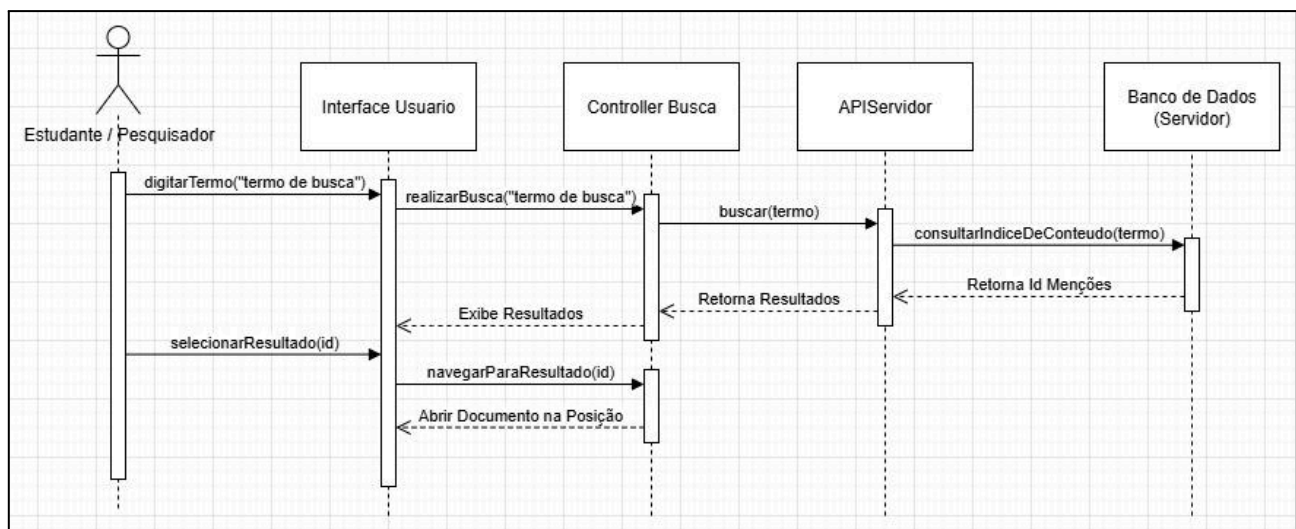 Estudante / Pesquisador
Interface Usuario
Controller Busca
APIServidor
Banco de Dados
(Servidor)
digitarTermo("termo de busca")
realizarBusca("termo de busca")
buscar(termo)
consultarIndiceDeConteudo(termo)
Retorna Id Menções
Retorna Resultados
Exibe Resultados
selecionarResultado(id)
navegarParaResultado(id)
Abrir Documento na Posição